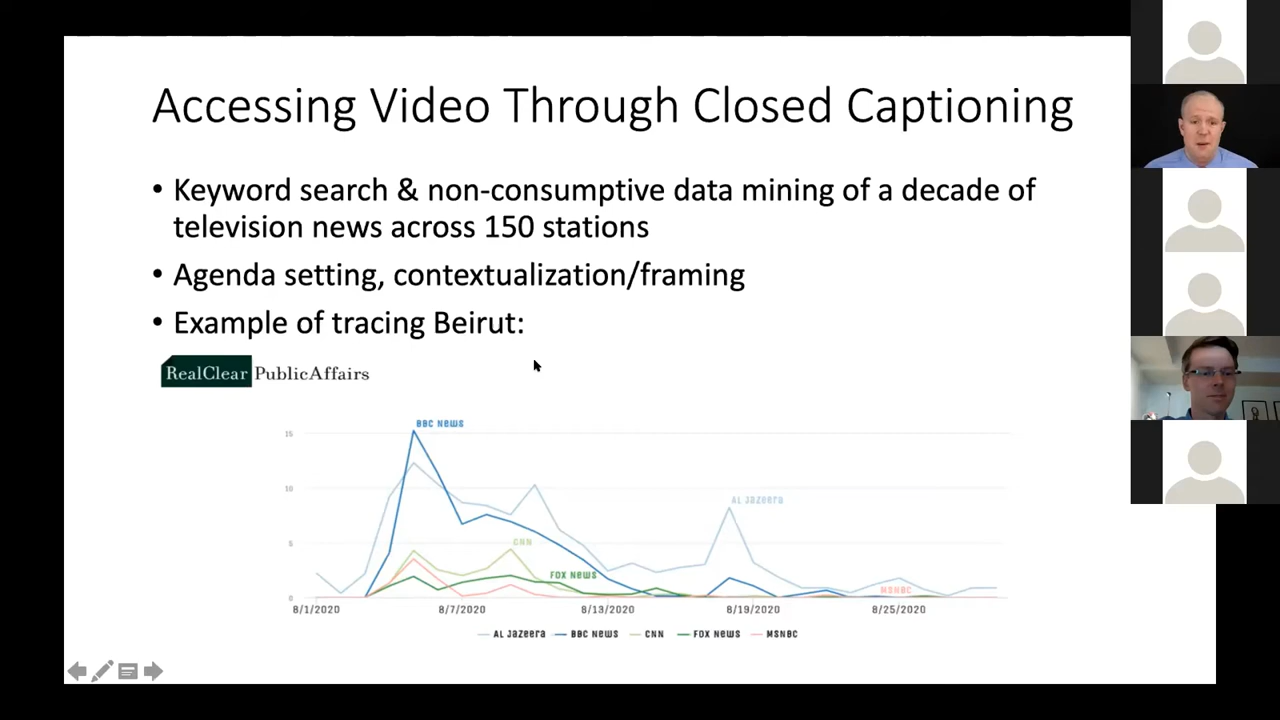 Accessing Video Through Closed Captioning
• Keyword search & non-consumptive data mining of a decade of
television news across 150 stations
• Agenda setting, contextualization/framing
• Example of tracing Beirut:
RealClear PublicAffairs
BBC News
15
10
AL Jazeera
CNN
5
FOX News
MSNBC
0
8/1/2020 8/7/2020 8/13/2020 8/19/2020 8/25/2020
AL Jazeera BBC News CNN FOX News MSNBC